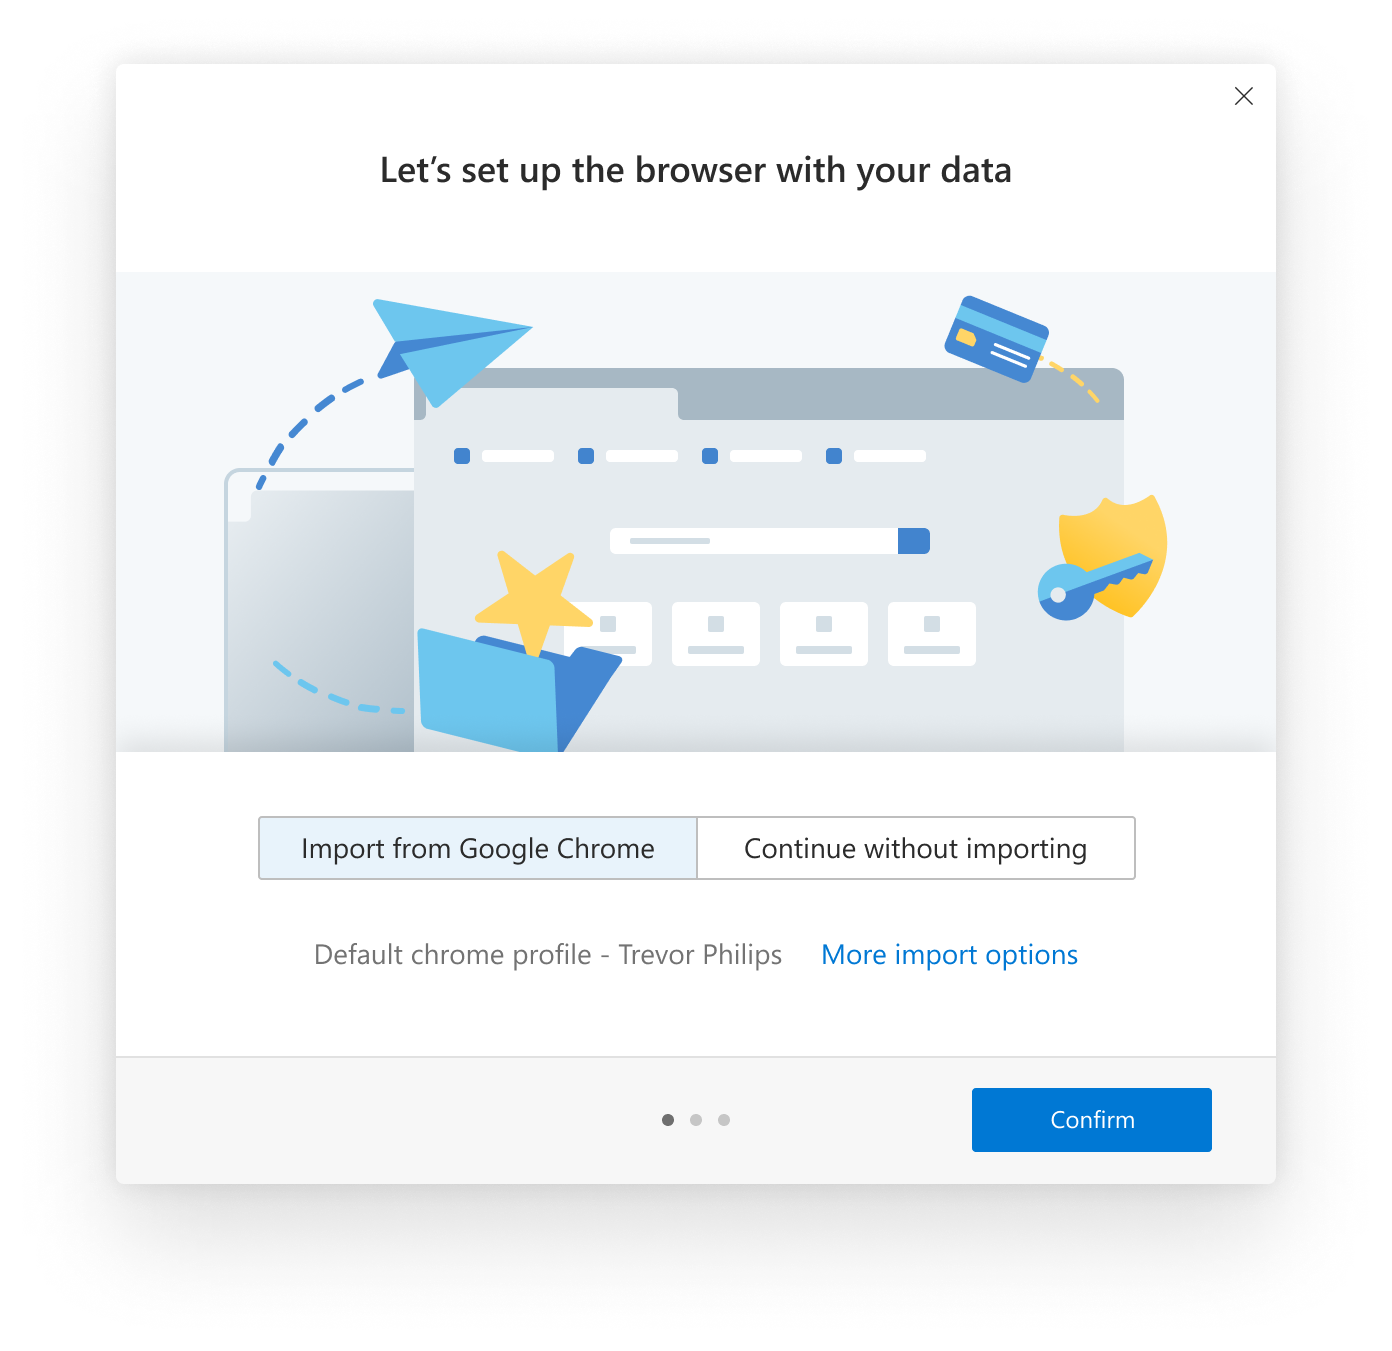 Let’s set up the browser with your data
Import from Google Chrome
Continue without importing
Default chrome profile - Trevor Philips
More import options
Confirm